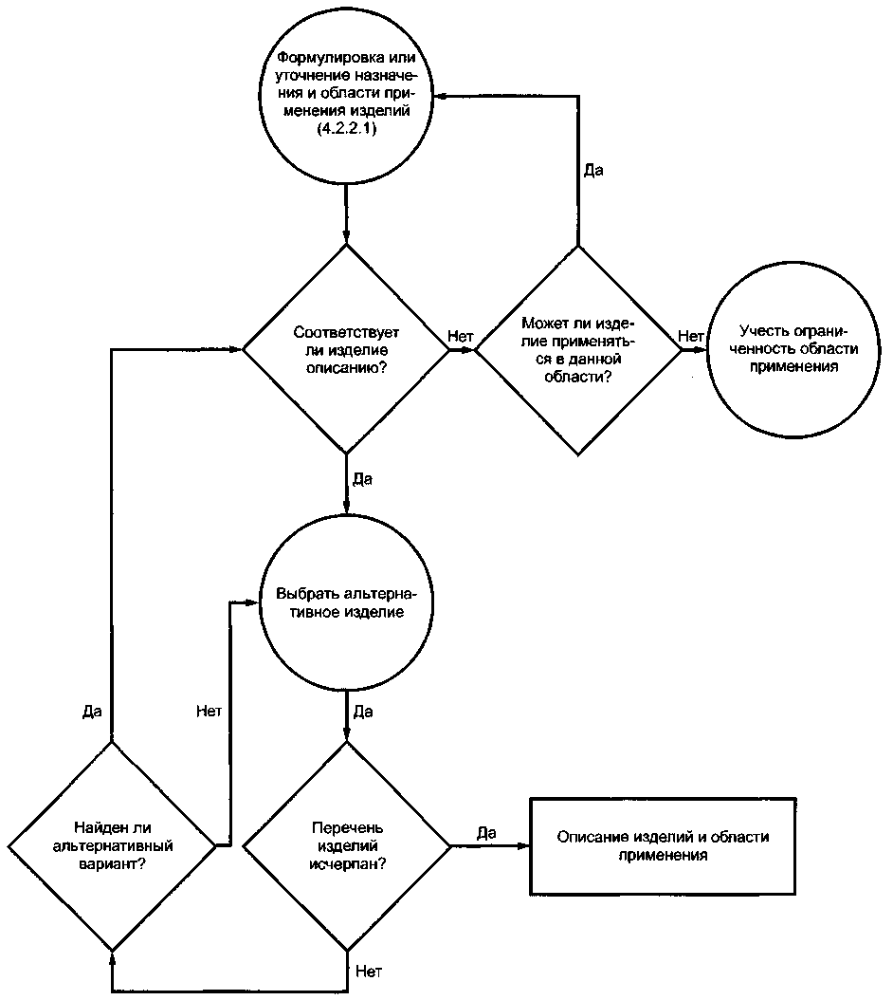 Формулировка или
уточнение назначе-
ния и области при-
менения изделий
(4.2.2.1)
Да
Соответствует
ли изделие
описанию?
Нет
Может ли изде-
лие применять-
ся в данной
области?
Нет
Учесть ограни-
ченность области
применения
Да
Выбрать альтерна-
тивное изделие
Да
Нет
Да
Найден ли
альтернативный
вариант?
Перечень
изделий
исчерпан?
Да
Описание изделий и области
применения
Нет